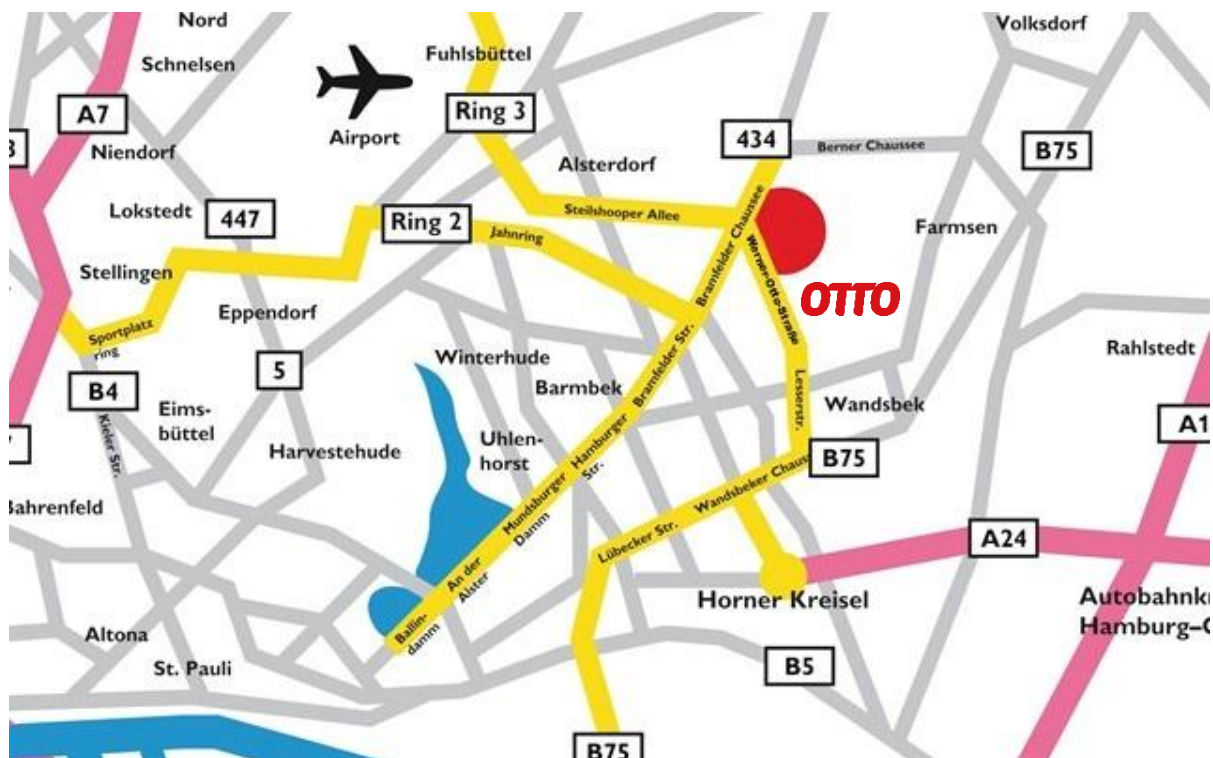 Nord
Volksdorf
Schnelsen
Fuhlsbüttel
A7
Ring 3
Airport
434
Berner Chaussee
B75
Niendorf
Alsterdorf
Lokstedt
447
Ring 2
Steilshooper Allee
Bramfelder Chaussee
Farmsen
Jahnring
Stellingen
Werner-Otto-Straße
OTTO
Eppendorf
Sportplatz
ring
Bramfelder Str.
Winterhude
Rahlstedt
5
B4
Barmbek
Lesserstr.
Wandsbek
Eims-
büttel
Kieler Str.
Harvestehude
Uhlen-
horst
Hamburger
Str.
A1
B75
Wandsbeker Chauss
Mundsburger
Damm
Bahrenfeld
Lübecker Str.
A24
An der
Alster
Horner Kreisel
Autobahnkr
Hamburg–O
Ballin-
damm
Altona
St. Pauli
B5
B75